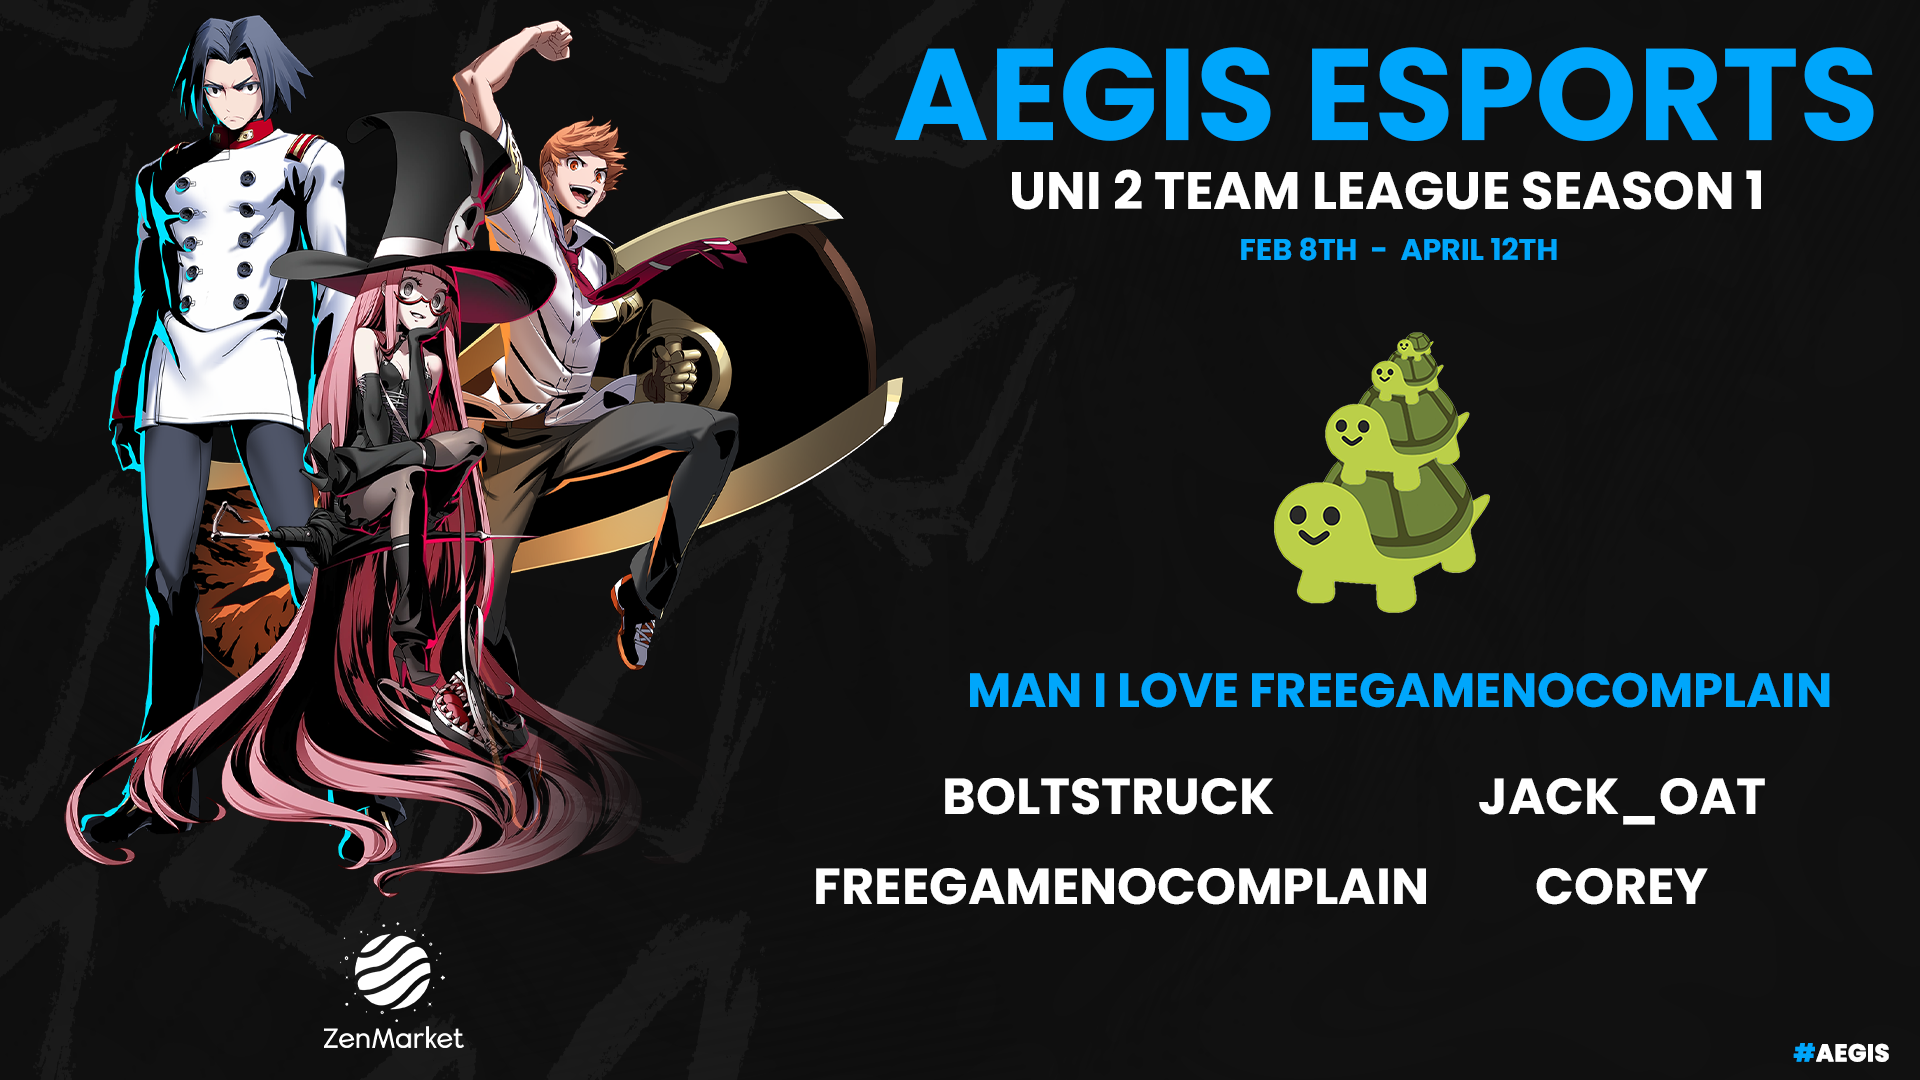 AEGIS ESPORTS
UNI 2 TEAM LEAGUE SEASON 1
FEB 8TH - APRIL 12TH
MAN I LOVE FREEGAMENOCOMPLAIN
BOLTSTRUCK
JACK_OAT
FREEGAMENOCOMPLAIN
COREY
ZenMarket
#AEGIS